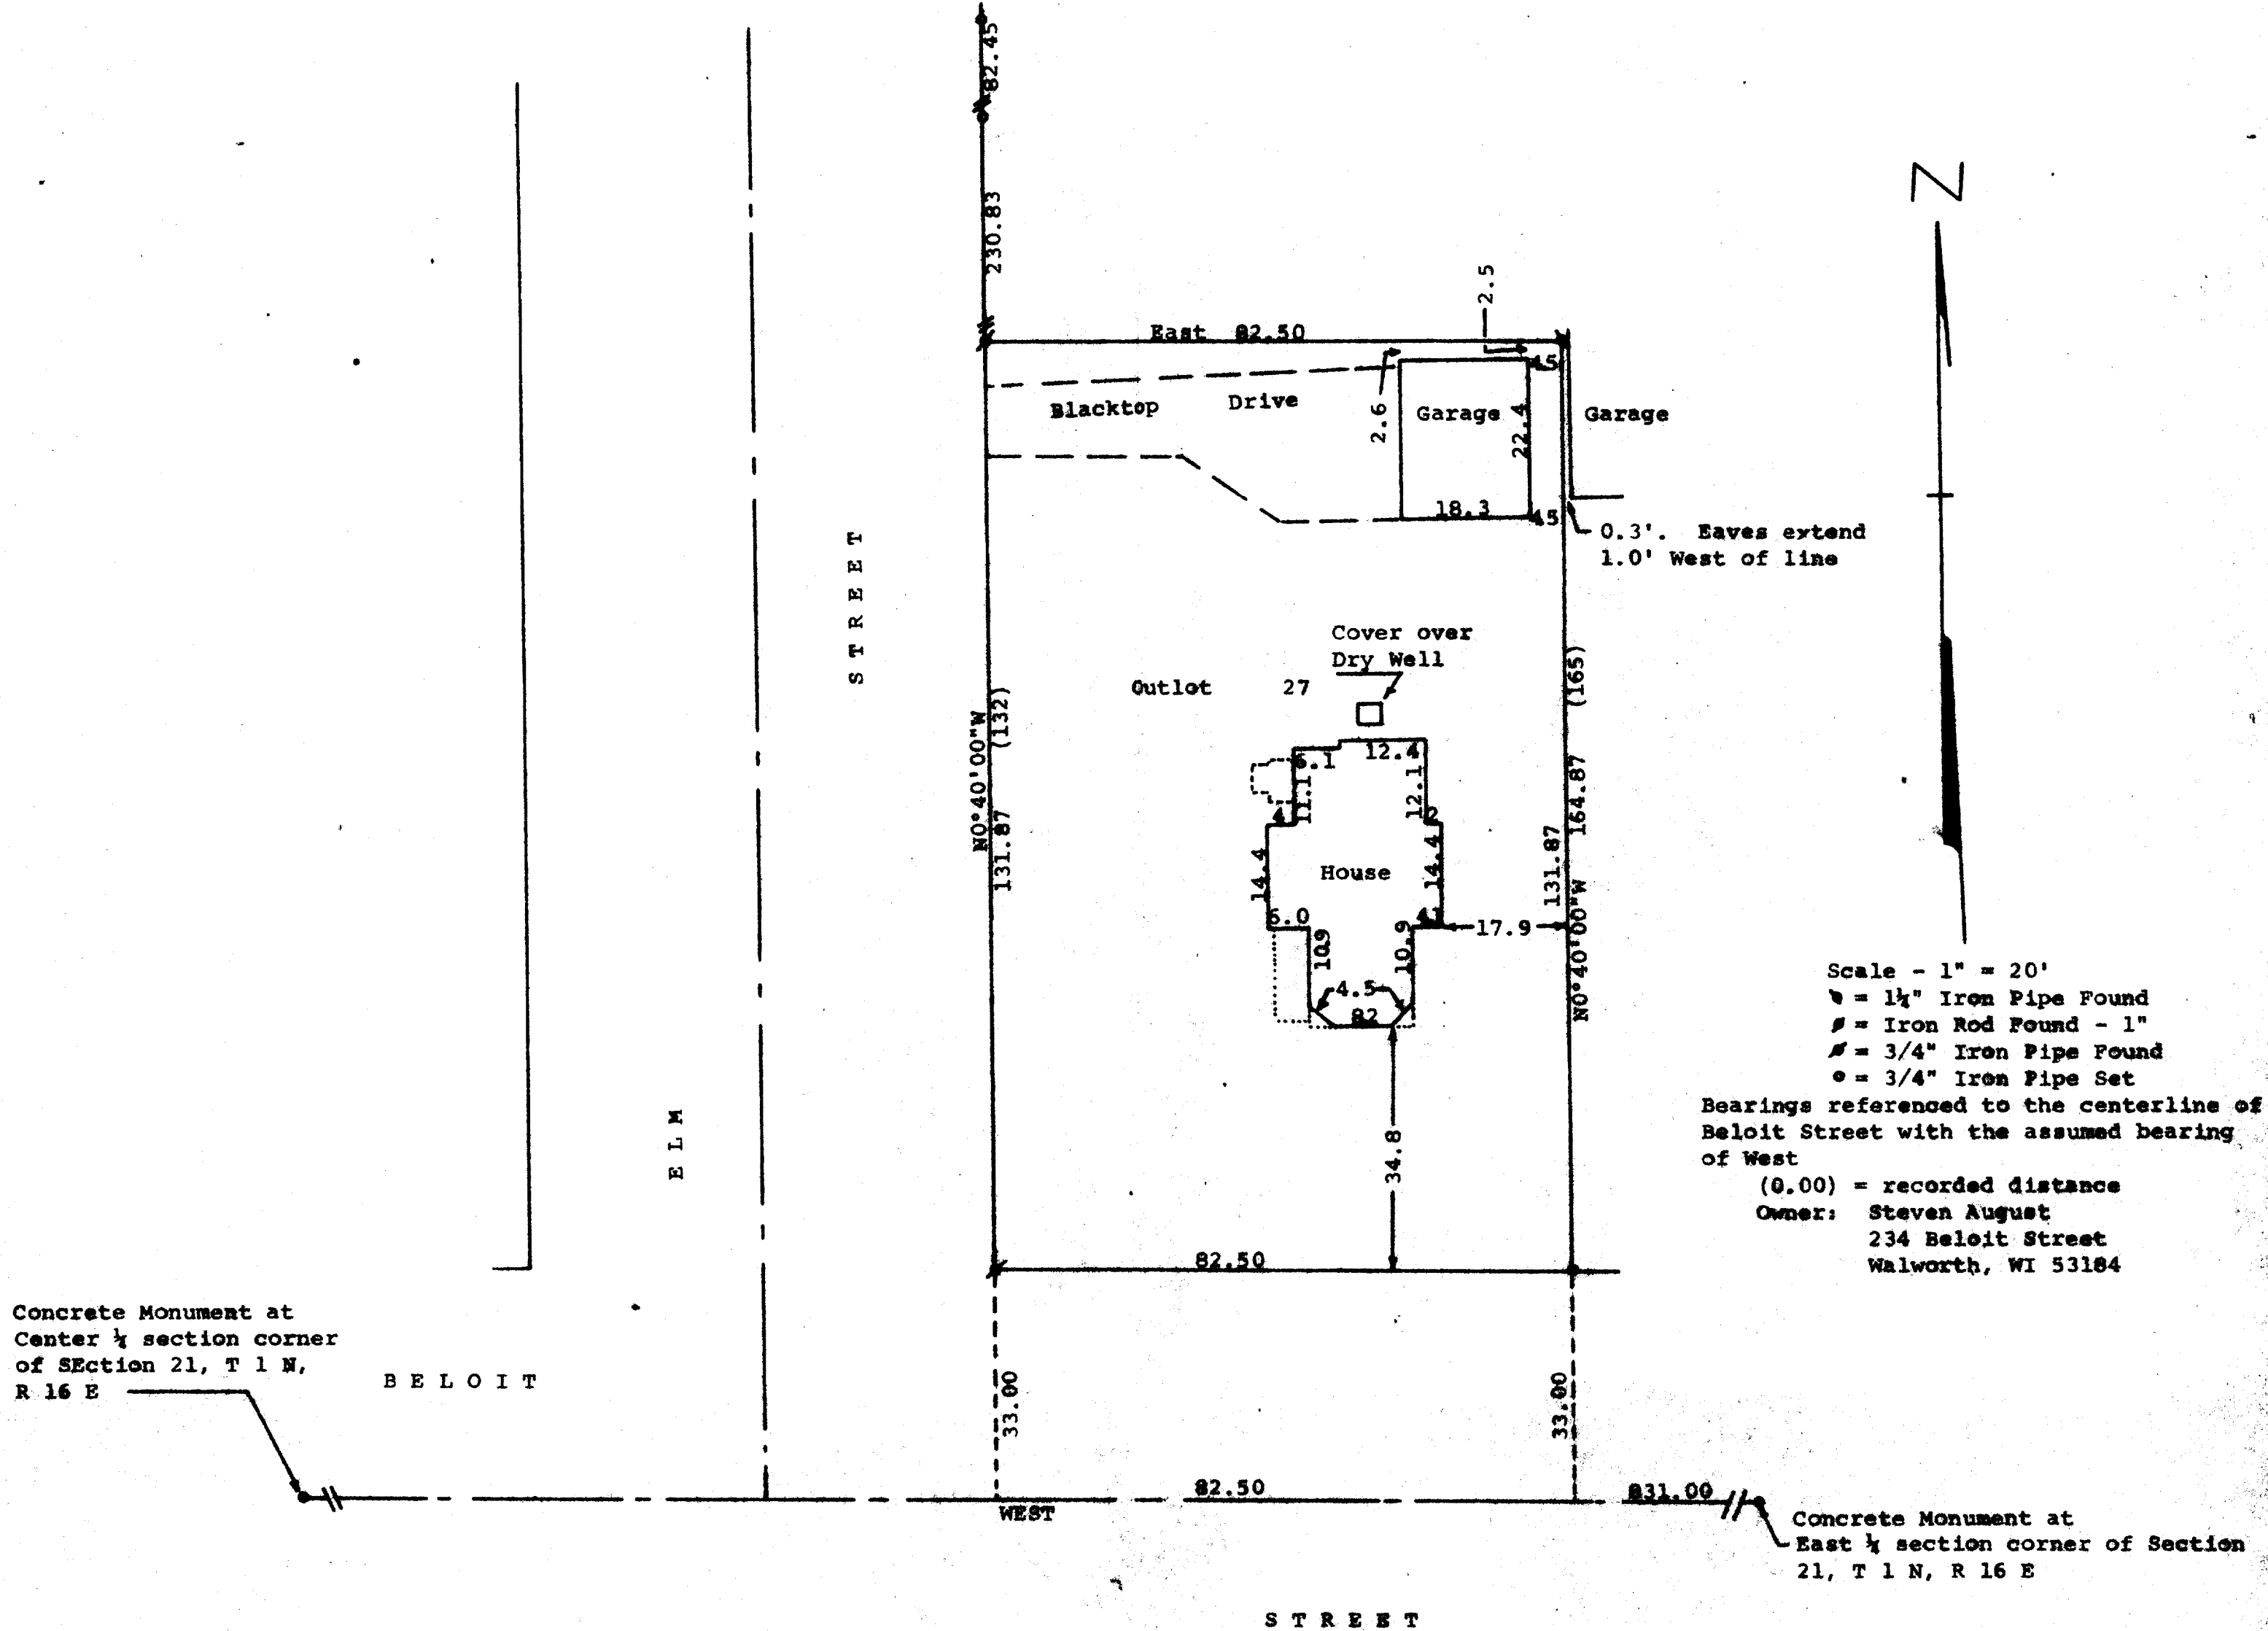 82.45
230.83
N
2.5
East 82.50
45
Blacktop Drive
2.6
Garage
22.4
Garage
18.3
45
0.3'. Eaves extend
1.0' West of line
STREET
Cover over
Dry Well
Outlot 27
(132)
(165)
N0°40'00"W
131.87
6.1
12.4
11.1
12.1
4
2
164.87
131.87
N0°40'00"W
House
14.4
14.4
6.0
4.1
17.9
10.9
10.9
4.5
82
Scale - 1" = 20'
= 1¼" Iron Pipe Found
= Iron Rod Found - 1"
= 3/4" Iron Pipe Found
= 3/4" Iron Pipe Set
Bearings referenced to the centerline of
Beloit Street with the assumed bearing
of West
(0.00) = recorded distance
Owner: Steven August
234 Beloit Street
Walworth, WI 53184
ELM
34.8
82.50
Concrete Monument at
Center ¼ section corner
of SEction 21, T 1 N,
R 16 E
BELOIT
33.00
33.00
82.50
831.00
WEST
Concrete Monument at
East ¼ section corner of Section
21, T 1 N, R 16 E
STREET